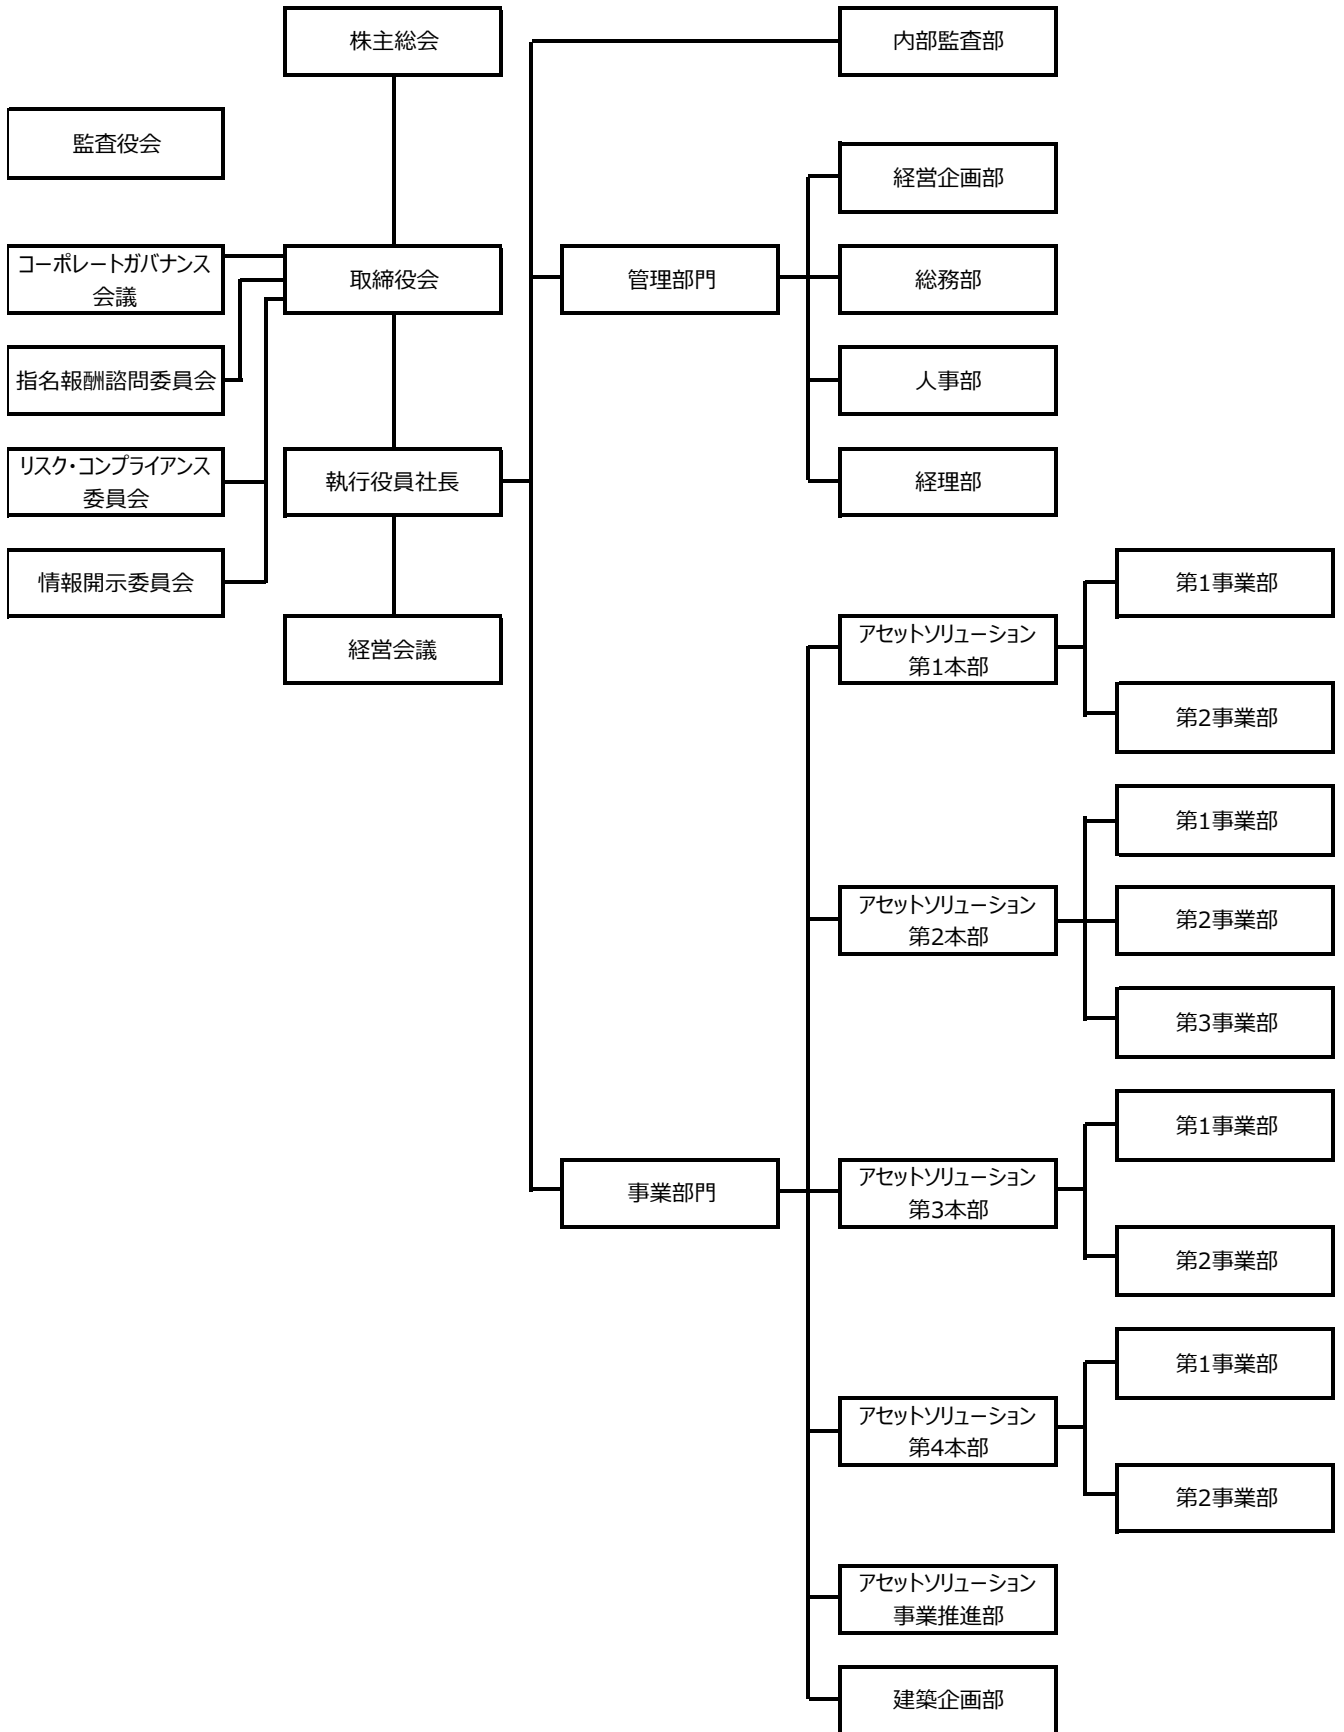 株主総会
内部監査部
監査役会
経営企画部
コーポレートガバナンス
会議
取締役会
管理部門
総務部
指名報酬諮問委員会
人事部
リスク・コンプライアンス
委員会
執行役員社長
経理部
情報開示委員会
経営会議
第1事業部
アセットソリューション
第1本部
第2事業部
第1事業部
アセットソリューション
第2本部
第2事業部
第3事業部
第1事業部
事業部門
アセットソリューション
第3本部
第2事業部
第1事業部
アセットソリューション
第4本部
第2事業部
アセットソリューション
事業推進部
建築企画部